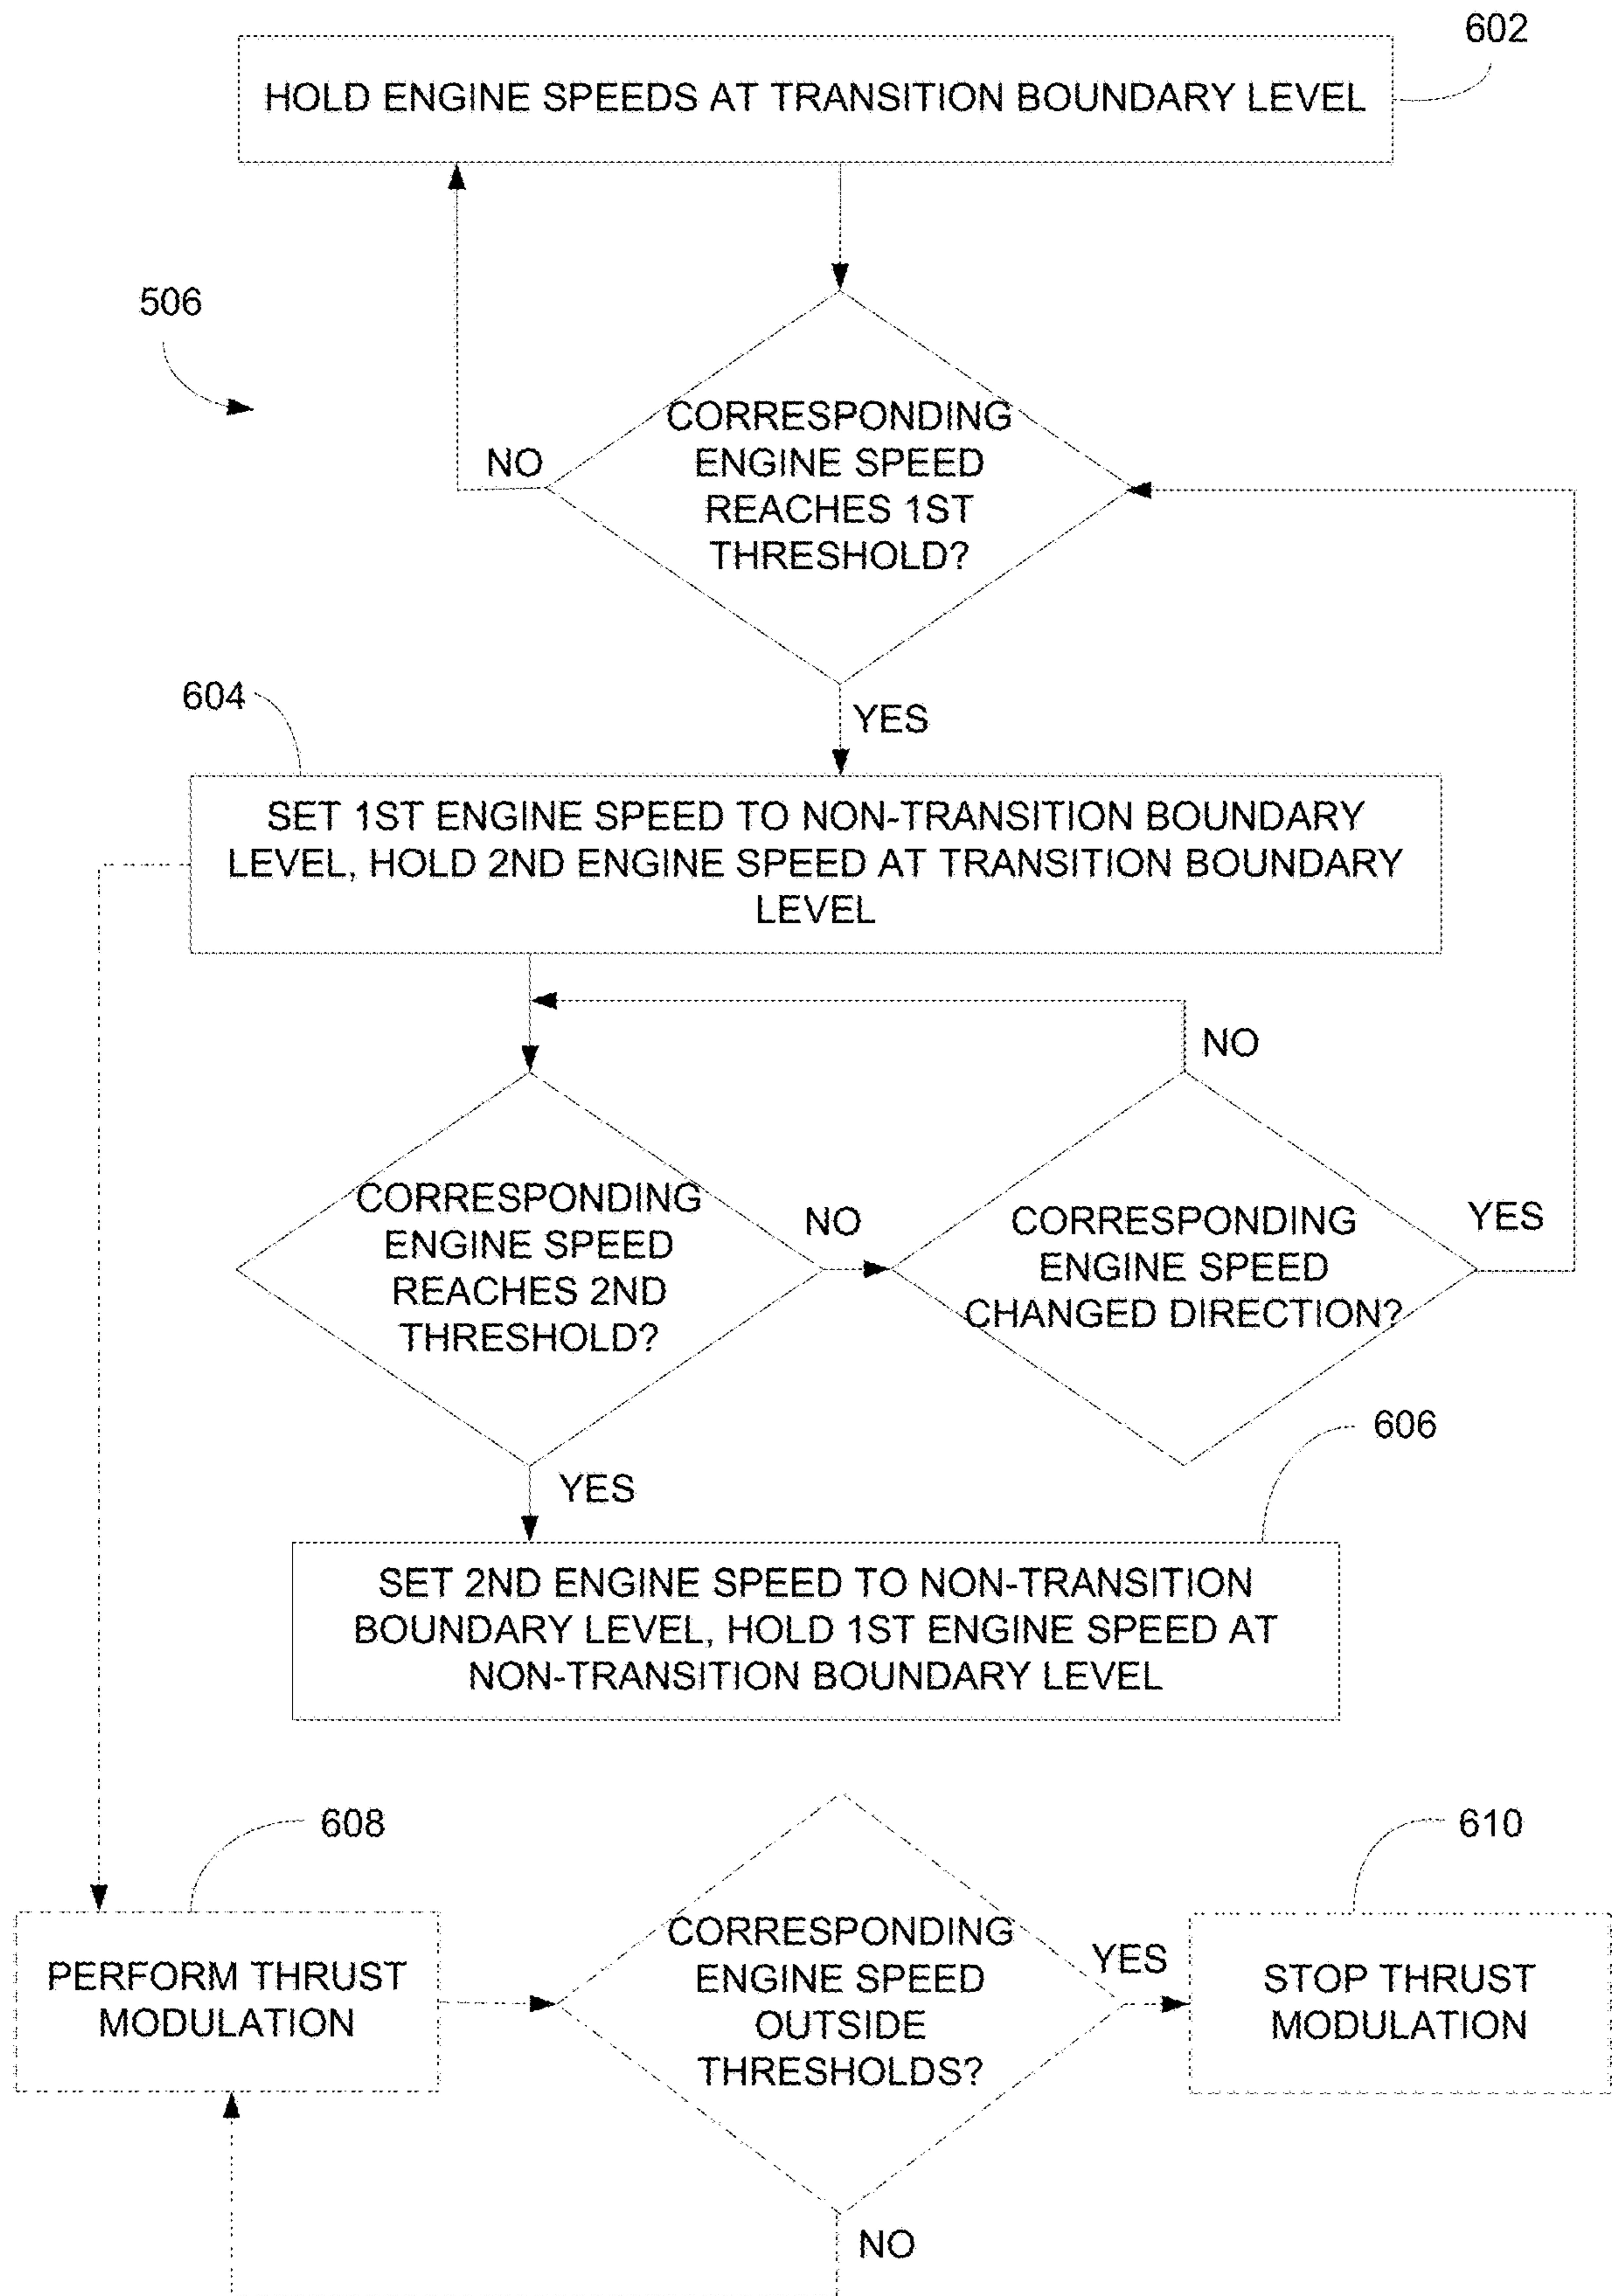 602
HOLD ENGINE SPEEDS AT TRANSITION BOUNDARY LEVEL
506
CORRESPONDING
ENGINE SPEED
REACHES 1ST
THRESHOLD?
NO
YES
604
SET 1ST ENGINE SPEED TO NON-TRANSITION BOUNDARY
LEVEL, HOLD 2ND ENGINE SPEED AT TRANSITION BOUNDARY
LEVEL
NO
CORRESPONDING
ENGINE SPEED
REACHES 2ND
THRESHOLD?
NO
CORRESPONDING
ENGINE SPEED
CHANGED DIRECTION?
YES
YES
606
SET 2ND ENGINE SPEED TO NON-TRANSITION
BOUNDARY LEVEL, HOLD 1ST ENGINE SPEED AT
NON-TRANSITION BOUNDARY LEVEL
608
PERFORM THRUST
MODULATION
CORRESPONDING
ENGINE SPEED
OUTSIDE
THRESHOLDS?
YES
610
STOP THRUST
MODULATION
NO